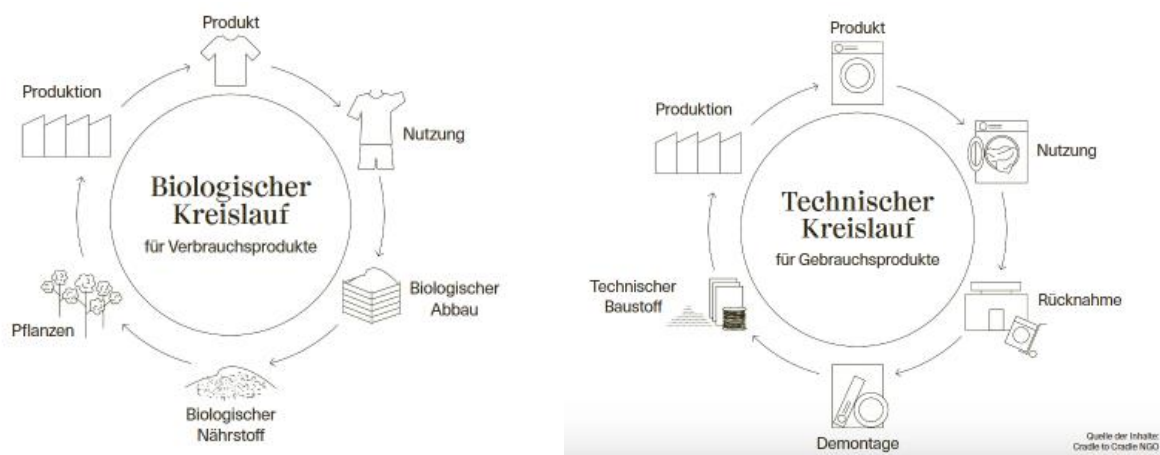 Produkt
Produktion
Nutzung
Biologischer
Kreislauf
für Verbrauchsprodukte
Biologischer
Abbau
Pflanzen
Biologischer
Nährstoff
Produkt
Produktion
Nutzung
Technischer
Kreislauf
für Gebrauchsprodukte
Technischer
Baustoff
Rücknahme
Demontage
Quelle der Inhalte:
Cradle to Cradle NGO